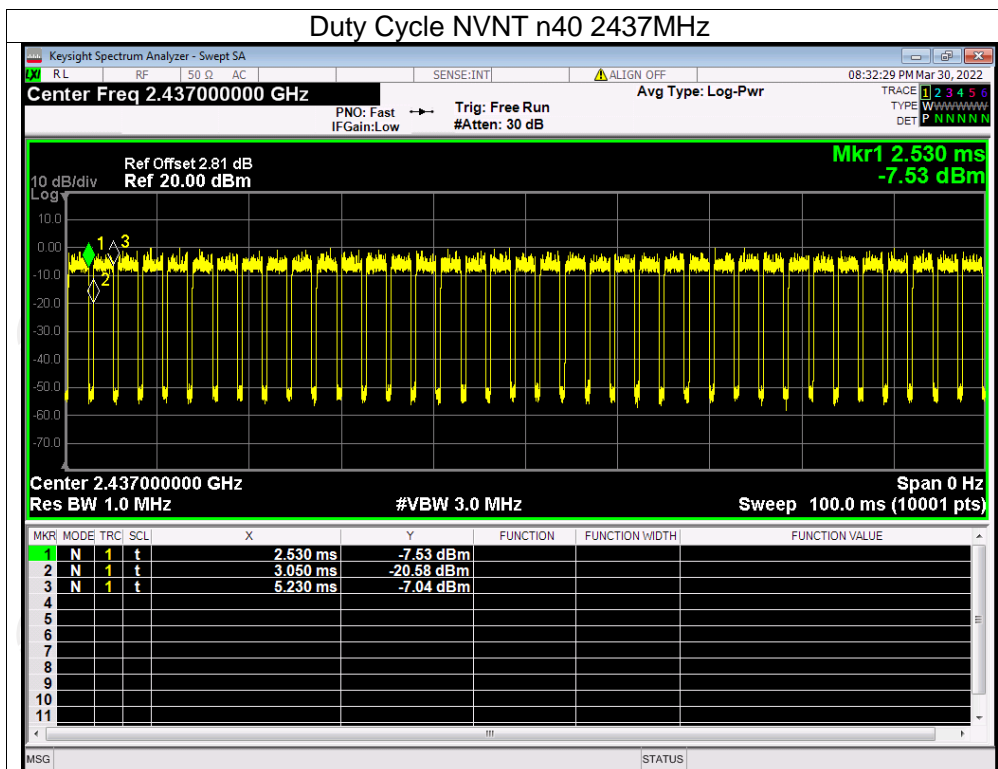 Duty Cycle NVNT n40 2437MHz
Keysight Spectrum Analyzer - Swept SA
LXI RL RF 50 Ω AC SENSE:INT ALIGN OFF 08:32:29 PM Mar 30, 2022
Center Freq 2.437000000 GHz Avg Type: Log-Pwr TRACE 1 2 3 4 5 6
PNO: Fast Trig: Free Run TYPE WWWWWW
IFGain:Low #Atten: 30 dB DET P N N N N N
Mkr1 2.530 ms
-7.53 dBm
Ref Offset 2.81 dB
10 dB/div Ref 20.00 dBm
Log
10.0
0.00
1 3
-10.0
2
-20.0
-30.0
-40.0
-50.0
-60.0
-70.0
Center 2.437000000 GHz Span 0 Hz
Res BW 1.0 MHz #VBW 3.0 MHz Sweep 100.0 ms (10001 pts)
MKR MODE TRC SCL X Y FUNCTION FUNCTION WIDTH FUNCTION VALUE
1 N 1 t 2.530 ms -7.53 dBm
2 N 1 t 3.050 ms -20.58 dBm
3 N 1 t 5.230 ms -7.04 dBm
4
5
6
7
8
9
10
11
MSG STATUS